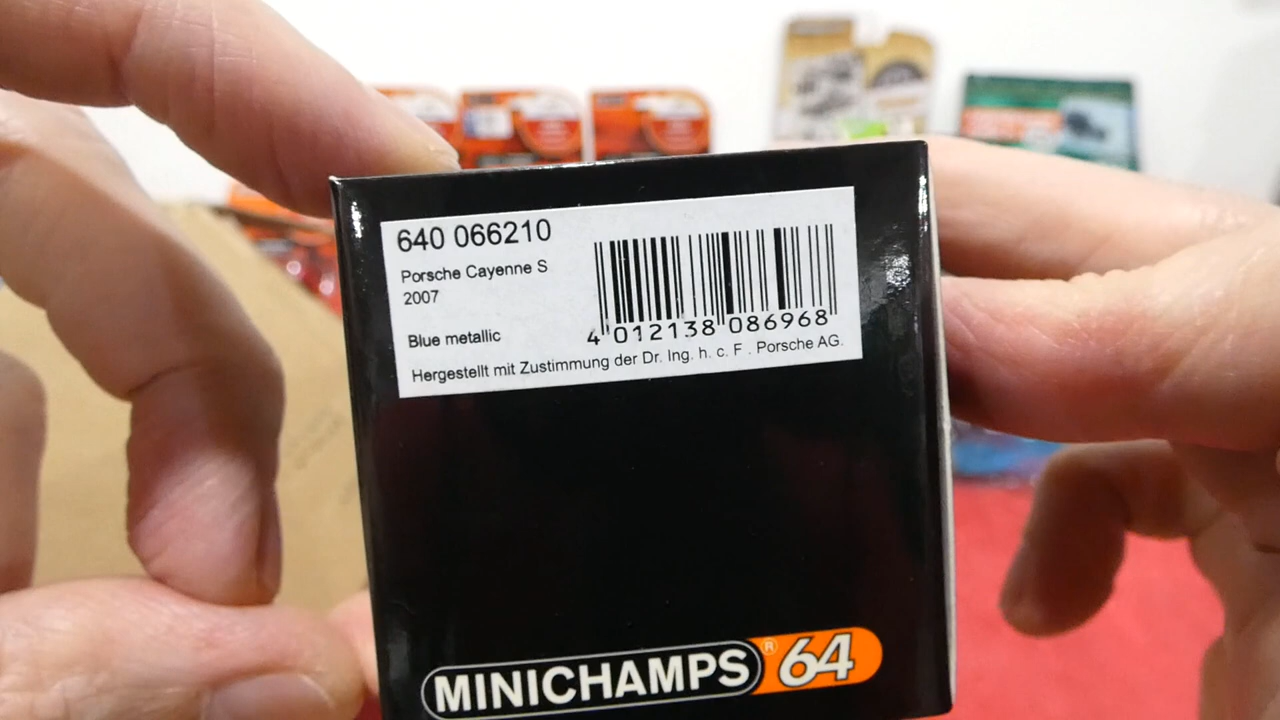 640 066210
Porsche Cayenne S
2007
Blue metallic
4 012138 086968
Hergestellt mit Zustimmung der Dr. Ing. h. c. F . Porsche AG.
MINICHAMPS® 64